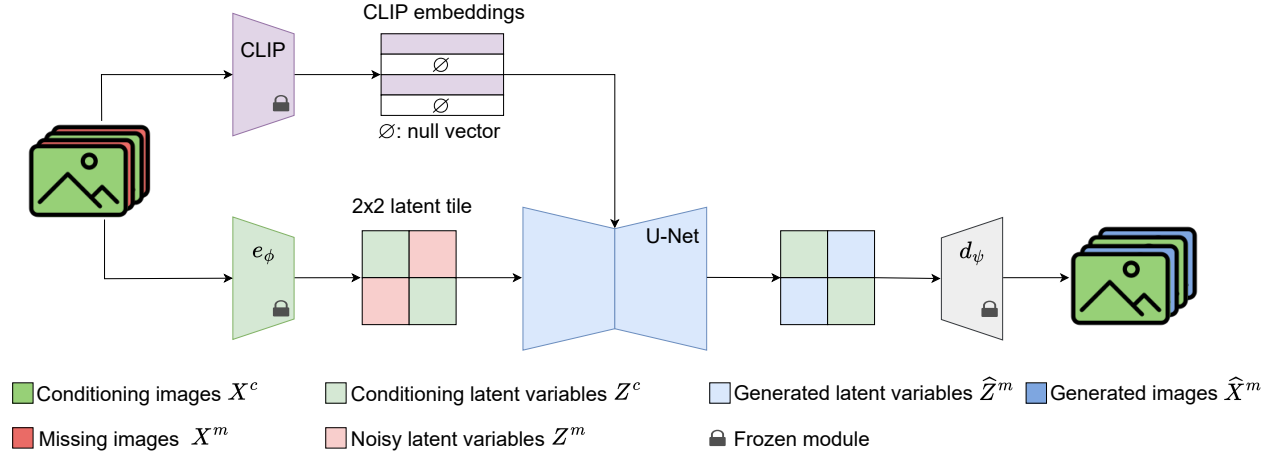 CLIP embeddings
CLIP
∅
∅
∅: null vector
2x2 latent tile
e_ϕ
U-Net
d_ψ
Conditioning images X^c
Conditioning latent variables Z^c
Generated latent variables Ẑ^m
Generated images X̂^m
Missing images X^m
Noisy latent variables Z^m
Frozen module